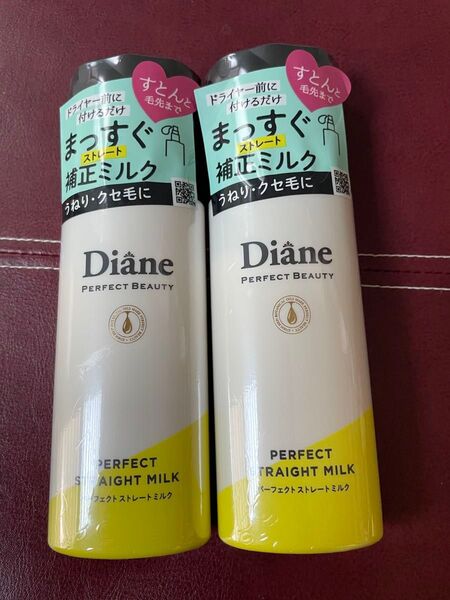 ドライヤー前に
付けるだけ
すとんと
毛先まで
まっすぐ
ストレート
補正ミルク
うねり・クセ毛に
Diane
PERFECT BEAUTY
PERFECT
STRAIGHT MILK
パーフェクト ストレートミルク
ドライヤー前に
付けるだけ
すとんと
毛先まで
まっすぐ
ストレート
補正ミルク
うねり・クセ毛に
Diane
PERFECT BEAUTY
PERFECT
STRAIGHT MILK
パーフェクト ストレートミルク